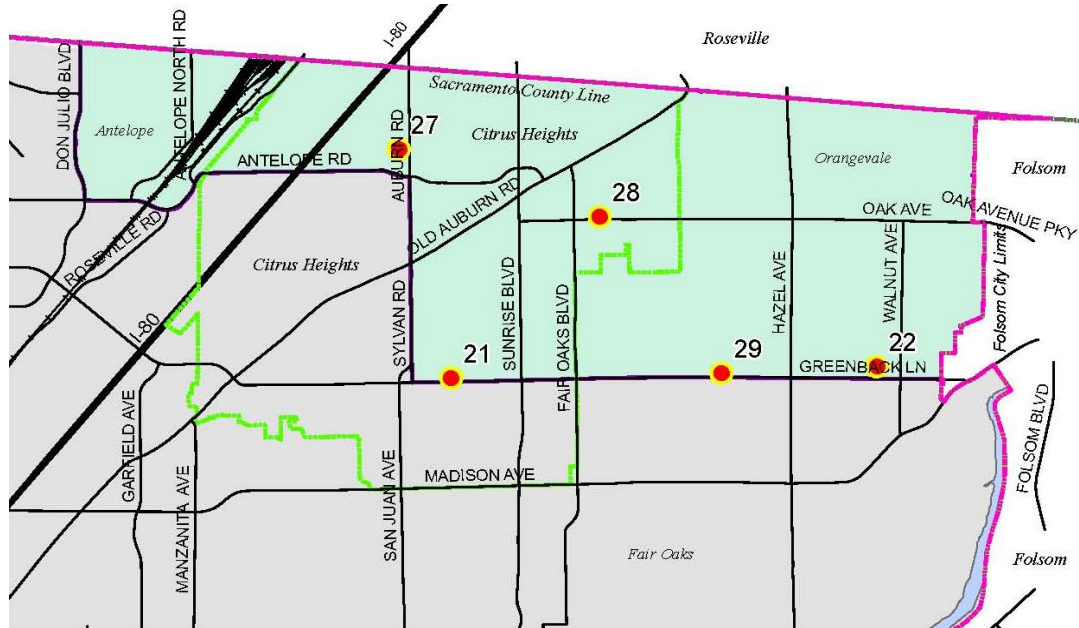 I-80
Roseville
DON JULIO BLVD
ANTELOPE NORTH RD
Sacramento County Line
Antelope
AUBURN RD
27
Citrus Heights
Orangevale
Folsom
ANTELOPE RD
28
OLD AUBURN RD
OAK AVE
OAK AVENUE PKY
ROSEVILLE RD
Citrus Heights
WALNUT AVE
Folsom City Limits
HAZEL AVE
SUNRISE BLVD
FAIR OAKS BLVD
SYLVAN RD
I-80
21
29
22
GREENBACK LN
GARFIELD AVE
MANZANITA AVE
SAN JUAN AVE
MADISON AVE
FOLSOM BLVD
Fair Oaks
Folsom